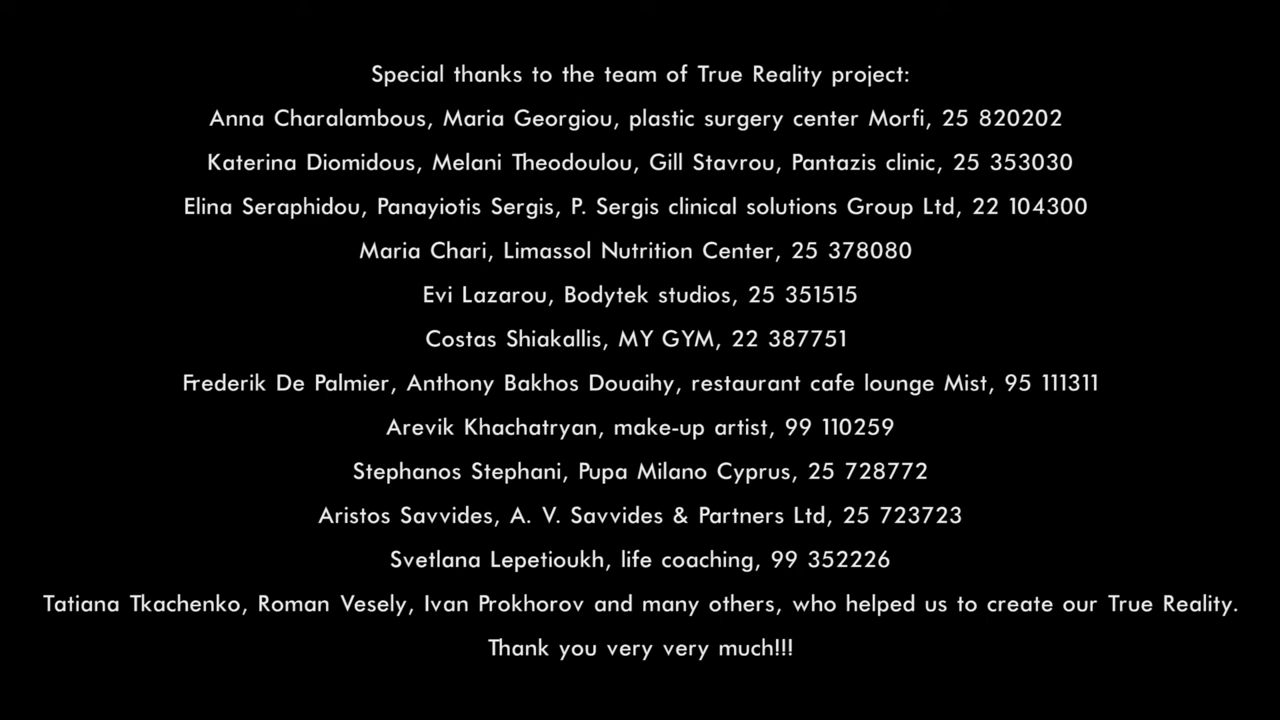 Special thanks to the team of True Reality project:
Anna Charalambous, Maria Georgiou, plastic surgery center Morfi, 25 820202
Katerina Diomidous, Melani Theodoulou, Gill Stavrou, Pantazis clinic, 25 353030
Elina Seraphidou, Panayiotis Sergis, P. Sergis clinical solutions Group Ltd, 22 104300
Maria Chari, Limassol Nutrition Center, 25 378080
Evi Lazarou, Bodytek studios, 25 351515
Costas Shiakallis, MY GYM, 22 387751
Frederik De Palmier, Anthony Bakhos Douaihy, restaurant cafe lounge Mist, 95 111311
Arevik Khachatryan, make-up artist, 99 110259
Stephanos Stephani, Pupa Milano Cyprus, 25 728772
Aristos Savvides, A. V. Savvides & Partners Ltd, 25 723723
Svetlana Lepetioukh, life coaching, 99 352226
Tatiana Tkachenko, Roman Vesely, Ivan Prokhorov and many others, who helped us to create our True Reality.
Thank you very very much!!!